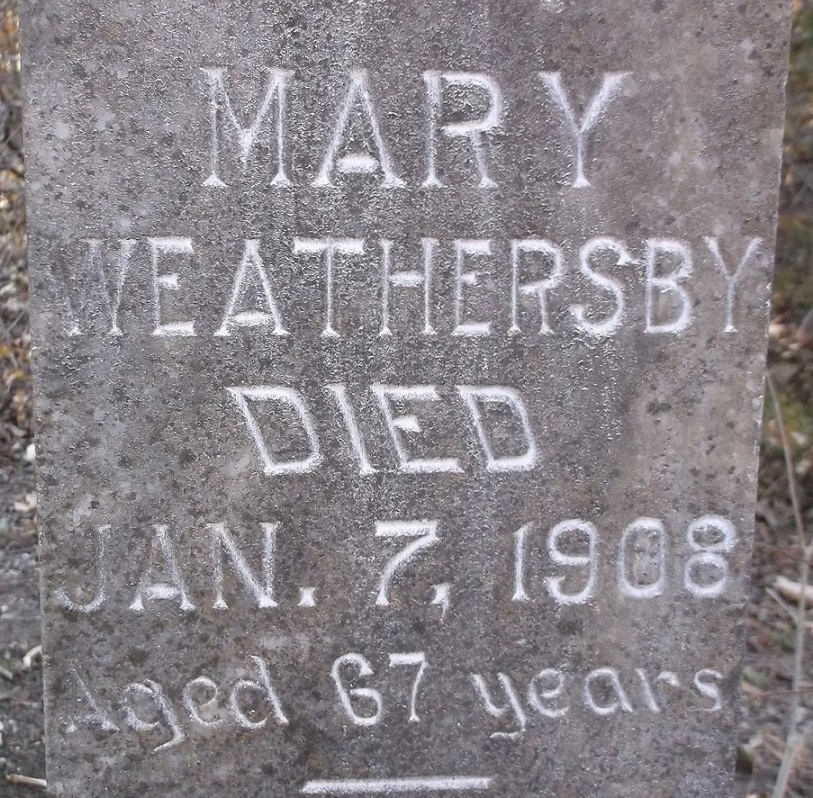 MARY
WEATHERSBY
DIED
JAN. 7, 1908
Aged 67 years